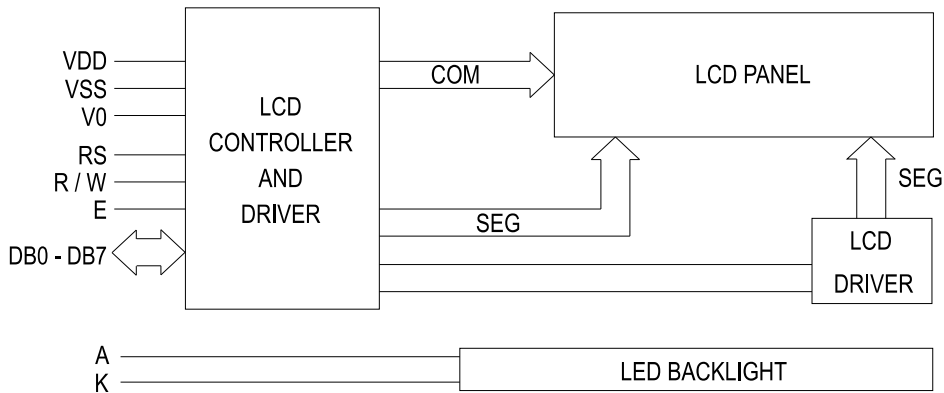 VDD
VSS
V0
RS
R / W
E
DB0 - DB7
LCD
CONTROLLER
AND
DRIVER
COM
SEG
LCD PANEL
SEG
LCD
DRIVER
A
K
LED BACKLIGHT